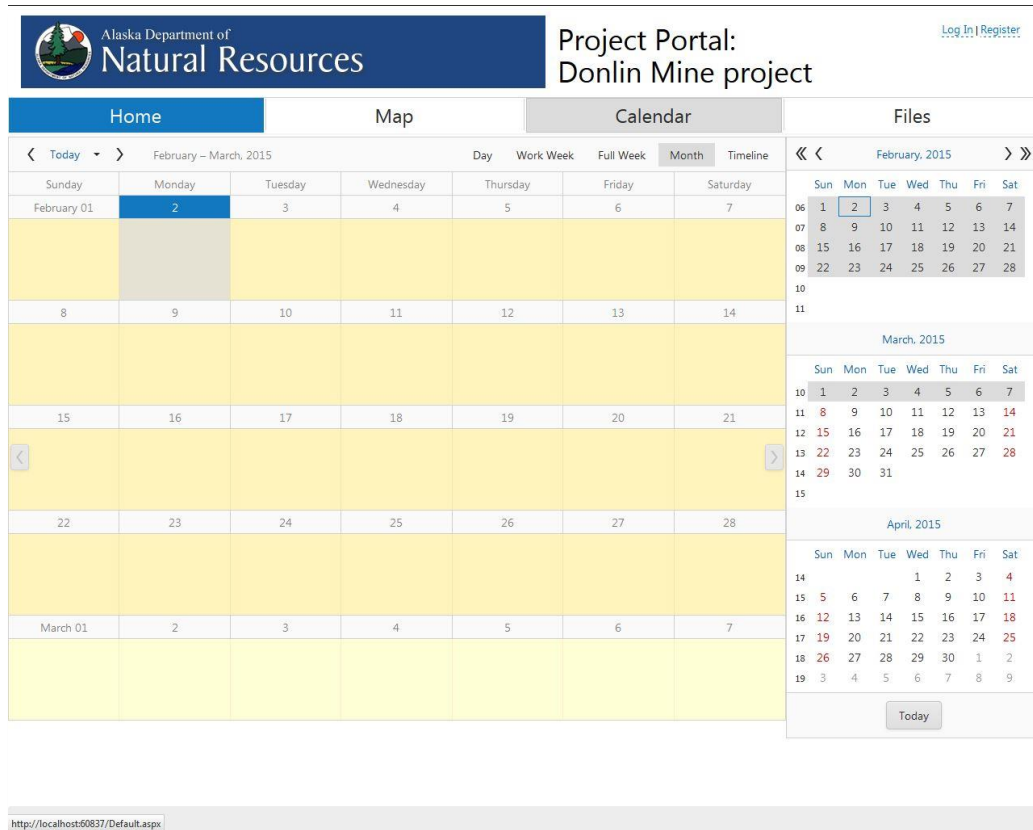 Alaska Department of
Natural Resources
Project Portal:
Donlin Mine project
Log In | Register
Home Map Calendar Files
Today February – March, 2015 Day Work Week Full Week Month Timeline
Sunday Monday Tuesday Wednesday Thursday Friday Saturday
February 01 2 3 4 5 6 7
8 9 10 11 12 13 14
15 16 17 18 19 20 21
22 23 24 25 26 27 28
March 01 2 3 4 5 6 7
February, 2015
Sun Mon Tue Wed Thu Fri Sat
06 1 2 3 4 5 6 7
07 8 9 10 11 12 13 14
08 15 16 17 18 19 20 21
09 22 23 24 25 26 27 28
10
11
March, 2015
Sun Mon Tue Wed Thu Fri Sat
10 1 2 3 4 5 6 7
11 8 9 10 11 12 13 14
12 15 16 17 18 19 20 21
13 22 23 24 25 26 27 28
14 29 30 31
15
April, 2015
Sun Mon Tue Wed Thu Fri Sat
14 1 2 3 4
15 5 6 7 8 9 10 11
16 12 13 14 15 16 17 18
17 19 20 21 22 23 24 25
18 26 27 28 29 30 1 2
19 3 4 5 6 7 8 9
Today
http://localhost:60837/Default.aspx